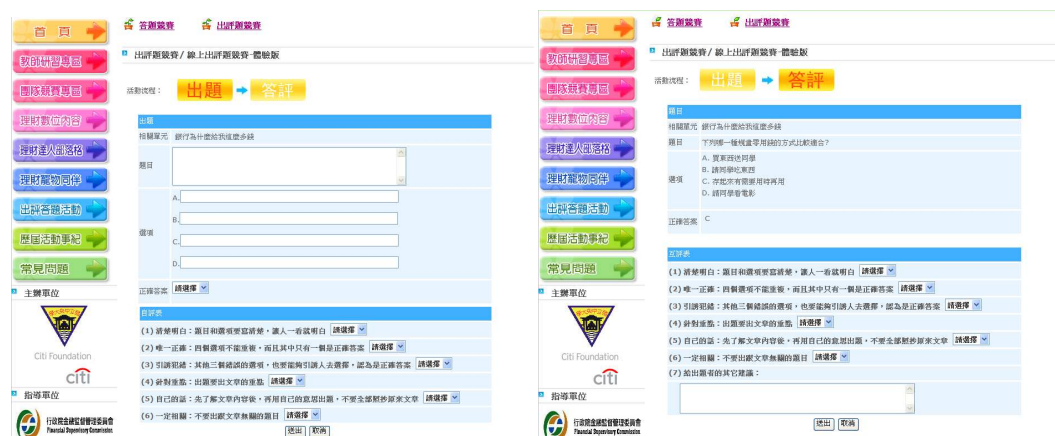 首 頁
教師研習專區
團隊競賽專區
理財數位內容
理財達人部落格
理財寵物同伴
出評答題活動
歷屆活動事紀
常見問題
主辦單位
Citi Foundation
citi
指導單位
行政院金融監督管理委員會
Financial Supervisory Commission
答題競賽 出評題競賽
出評題競賽/ 線上出評題競賽-體驗版
活動流程： 出題 答評
出題
相關單元 銀行為什麼給我這麼多錢
題目
選項
A.
B.
C.
D.
正確答案 請選擇
自評表
(1) 清楚明白：題目和選項要寫清楚，讓人一看就明白 請選擇
(2) 唯一正確：四個選項不能重複，而且其中只有一個是正確答案 請選擇
(3) 引誘犯錯：其他三個錯誤的選項，也要能夠引誘人去選擇，認為是正確答案 請選擇
(4) 針對重點：出題要出文章的重點 請選擇
(5) 自己的話：先了解文章內容後，再用自己的意思出題，不要全部照抄原來文章 請選擇
(6) 一定相關：不要出跟文章無關的題目 請選擇
送出 取消
首 頁
教師研習專區
團隊競賽專區
理財數位內容
理財達人部落格
理財寵物同伴
出評答題活動
歷屆活動事紀
常見問題
主辦單位
Citi Foundation
citi
指導單位
行政院金融監督管理委員會
Financial Supervisory Commission
答題競賽 出評題競賽
出評題競賽/ 線上出評題競賽-體驗版
活動流程： 出題 答評
題目
相關單元 銀行為什麼給我這麼多錢
題目 下列哪一種規畫零用錢的方式比較適合?
選項
A. 買東西送同學
B. 請同學吃東西
C. 存起來有需要用時再用
D. 請同學看電影
正確答案 C
互評表
(1) 清楚明白：題目和選項要寫清楚，讓人一看就明白 請選擇
(2) 唯一正確：四個選項不能重複，而且其中只有一個是正確答案 請選擇
(3) 引誘犯錯：其他三個錯誤的選項，也要能夠引誘人去選擇，認為是正確答案 請選擇
(4) 針對重點：出題要出文章的重點 請選擇
(5) 自己的話：先了解文章內容後，再用自己的意思出題，不要全部照抄原來文章 請選擇
(6) 一定相關：不要出跟文章無關的題目 請選擇
(7) 給出題者的其它建議：
送出 取消